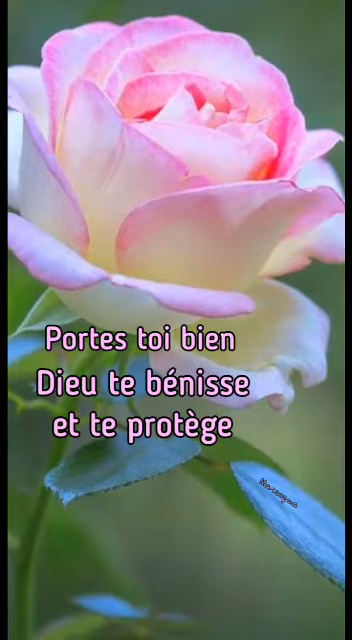 Portes toi bien
Dieu te bénisse
et te protège